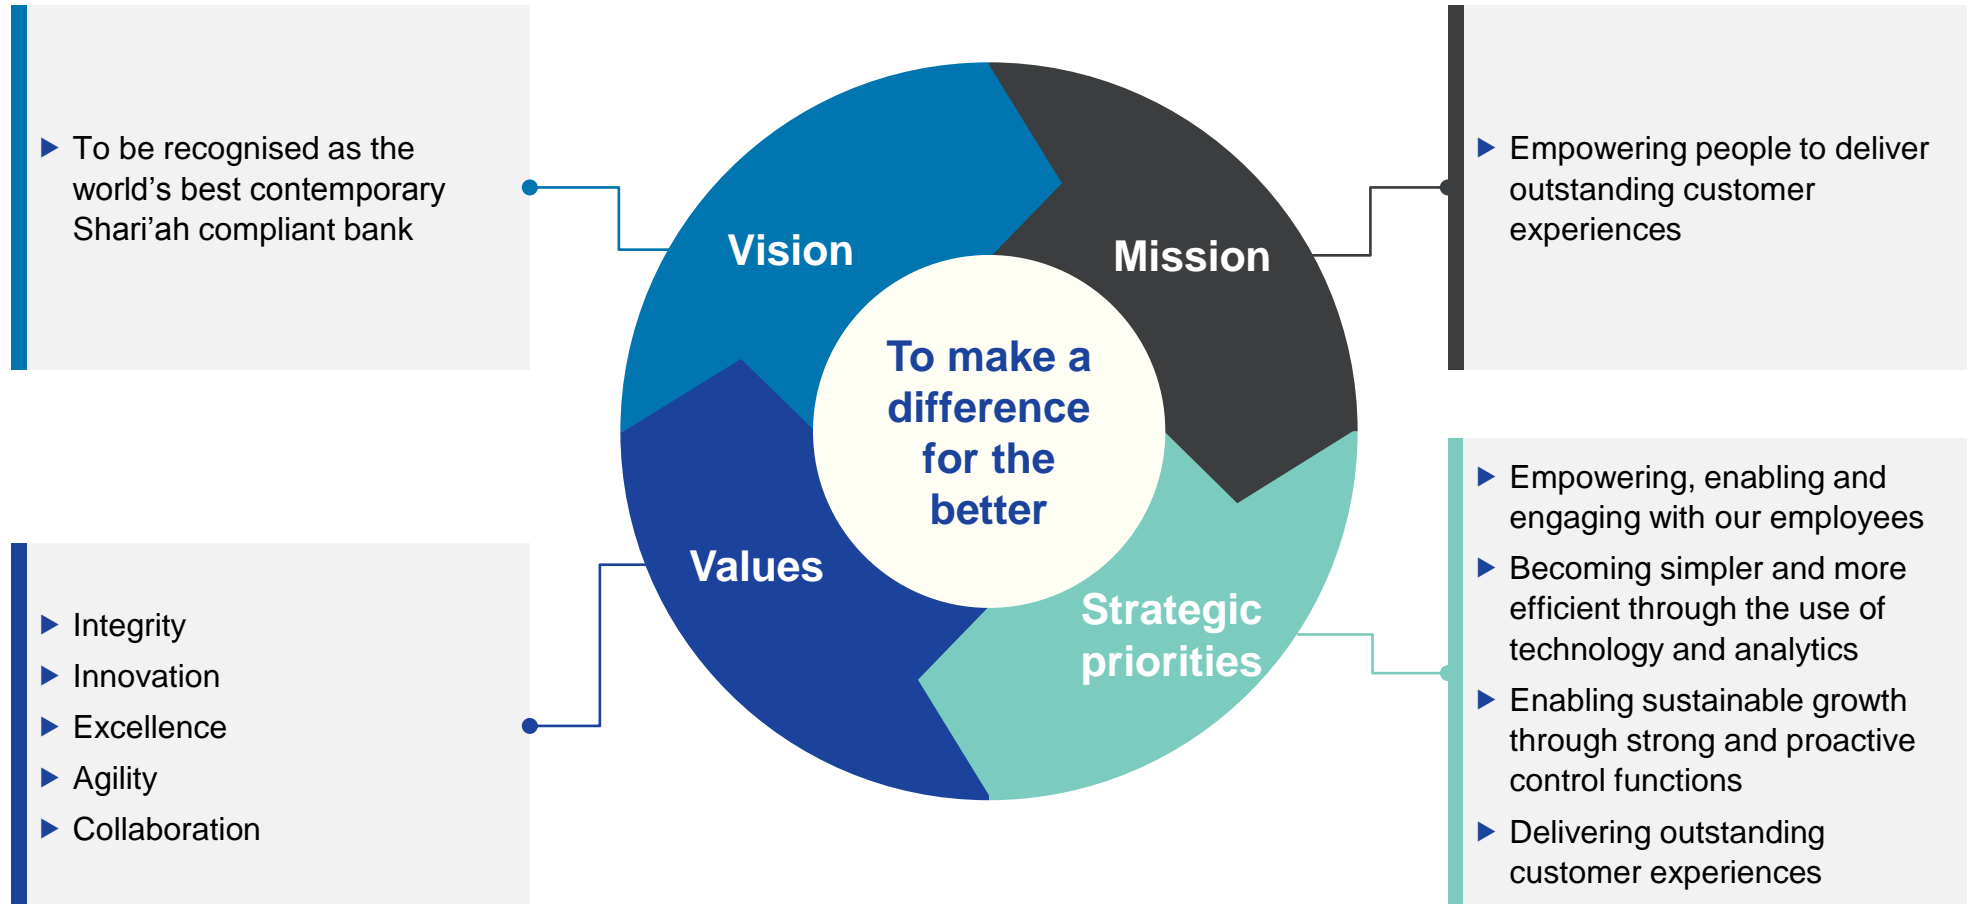 To be recognised as the
world’s best contemporary
Shari’ah compliant bank
Vision
Mission
Empowering people to deliver
outstanding customer
experiences
To make a
difference
for the
better
Values
Integrity
Innovation
Excellence
Agility
Collaboration
Strategic
priorities
Empowering, enabling and
engaging with our employees
Becoming simpler and more
efficient through the use of
technology and analytics
Enabling sustainable growth
through strong and proactive
control functions
Delivering outstanding
customer experiences